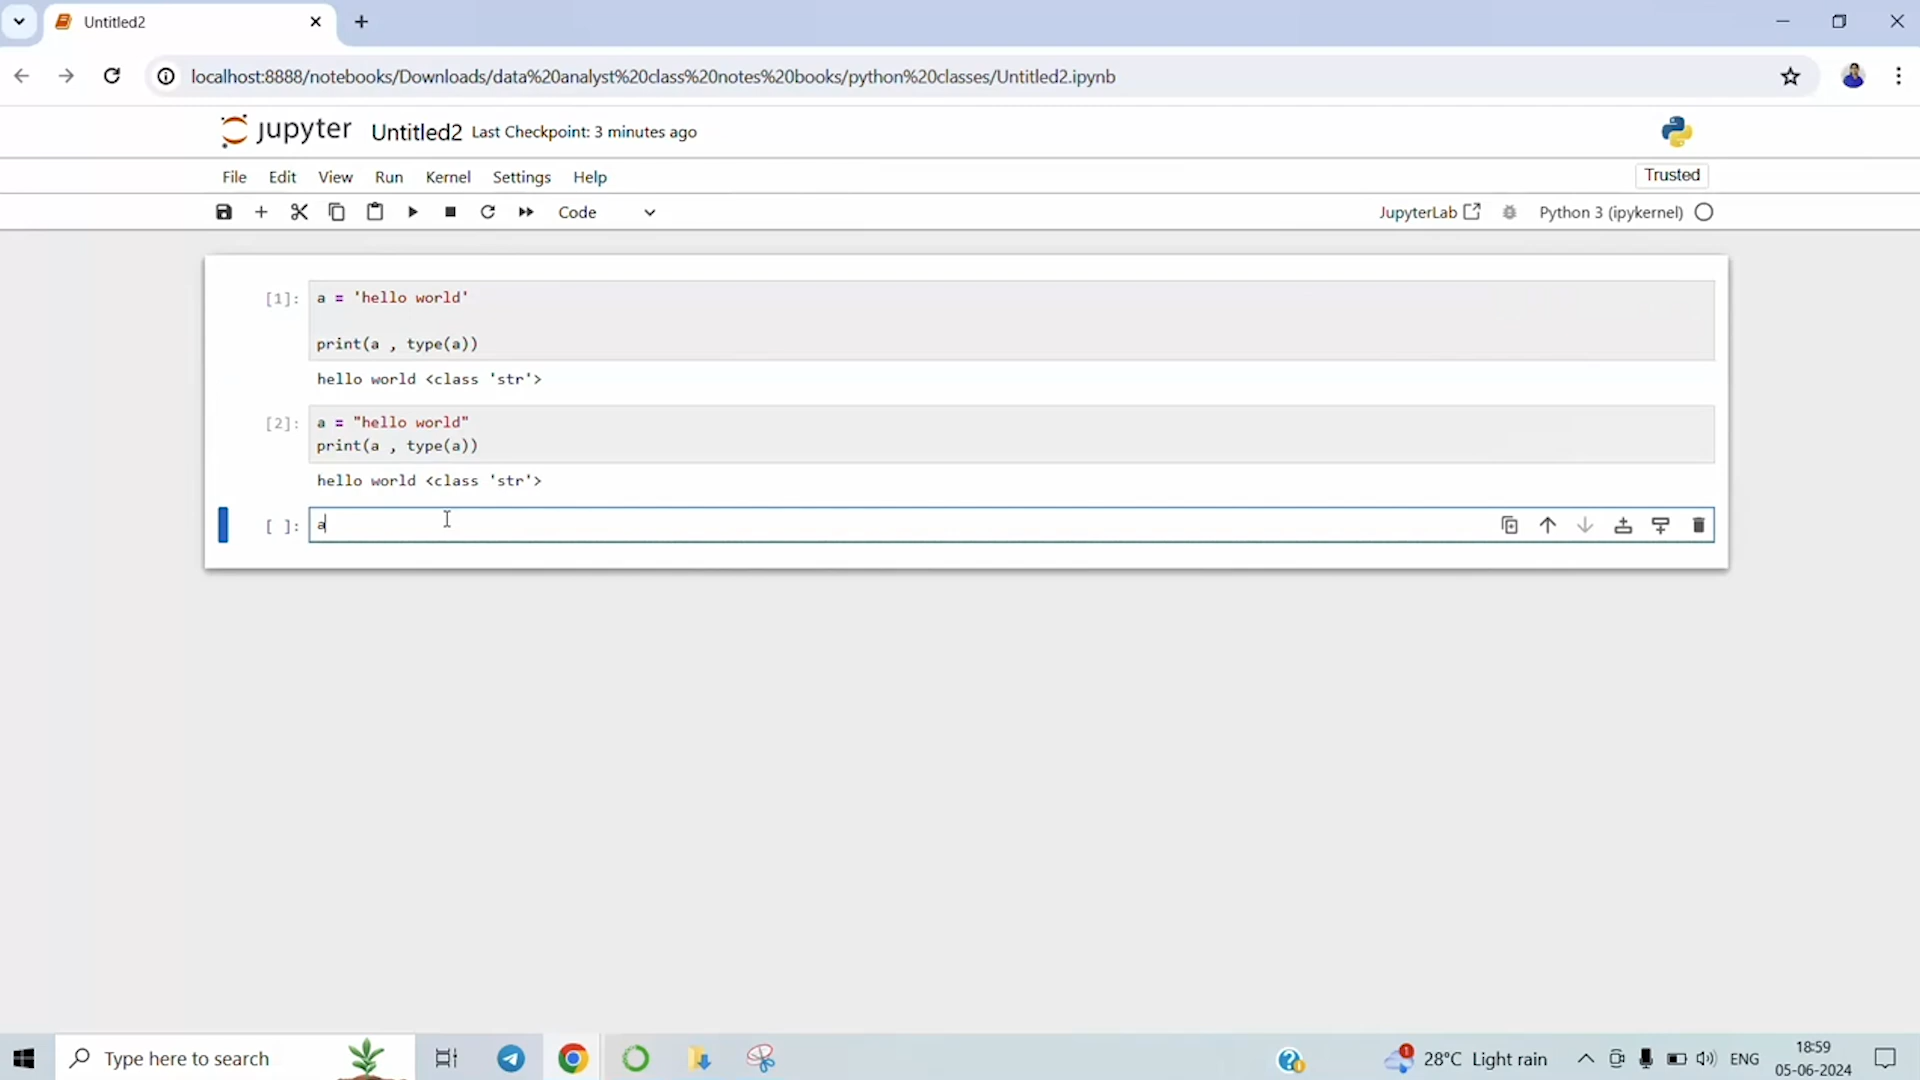 Untitled2
localhost:8888/notebooks/Downloads/data%20analyst%20class%20notes%20books/python%20classes/Untitled2.ipynb
jupyter Untitled2 Last Checkpoint: 3 minutes ago
File Edit View Run Kernel Settings Help Trusted
Code JupyterLab Python 3 (ipykernel)
[1]: a = 'hello world'
print(a , type(a))
hello world <class 'str'>
[2]: a = "hello world"
print(a , type(a))
hello world <class 'str'>
[ ]: a
Type here to search 1 28°C Light rain ENG 18:59
05-06-2024